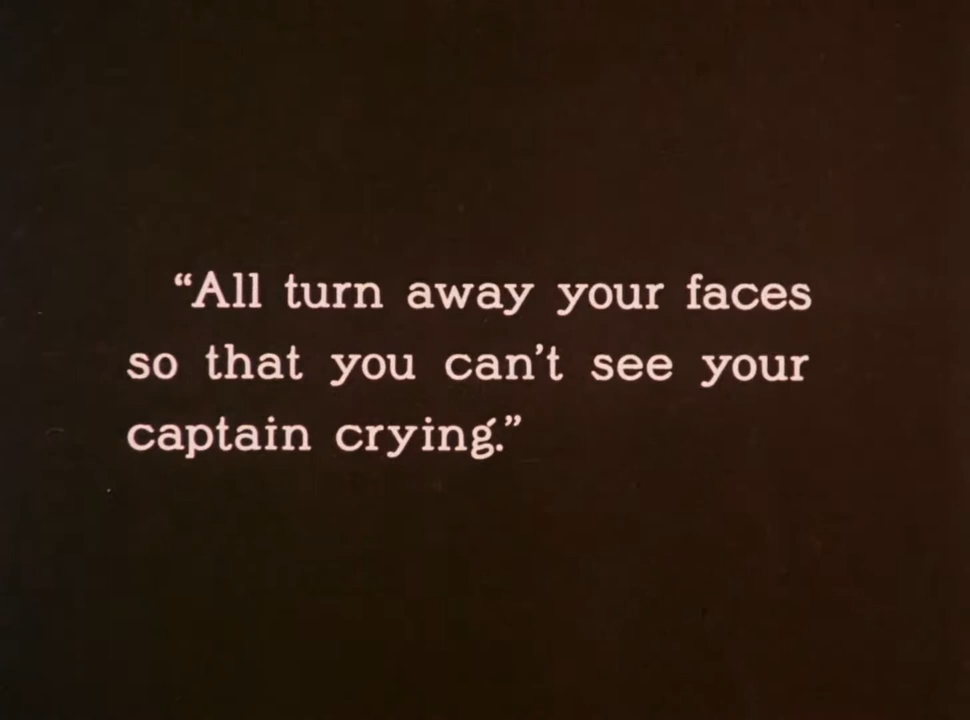 “All turn away your faces
so that you can’t see your
captain crying.”